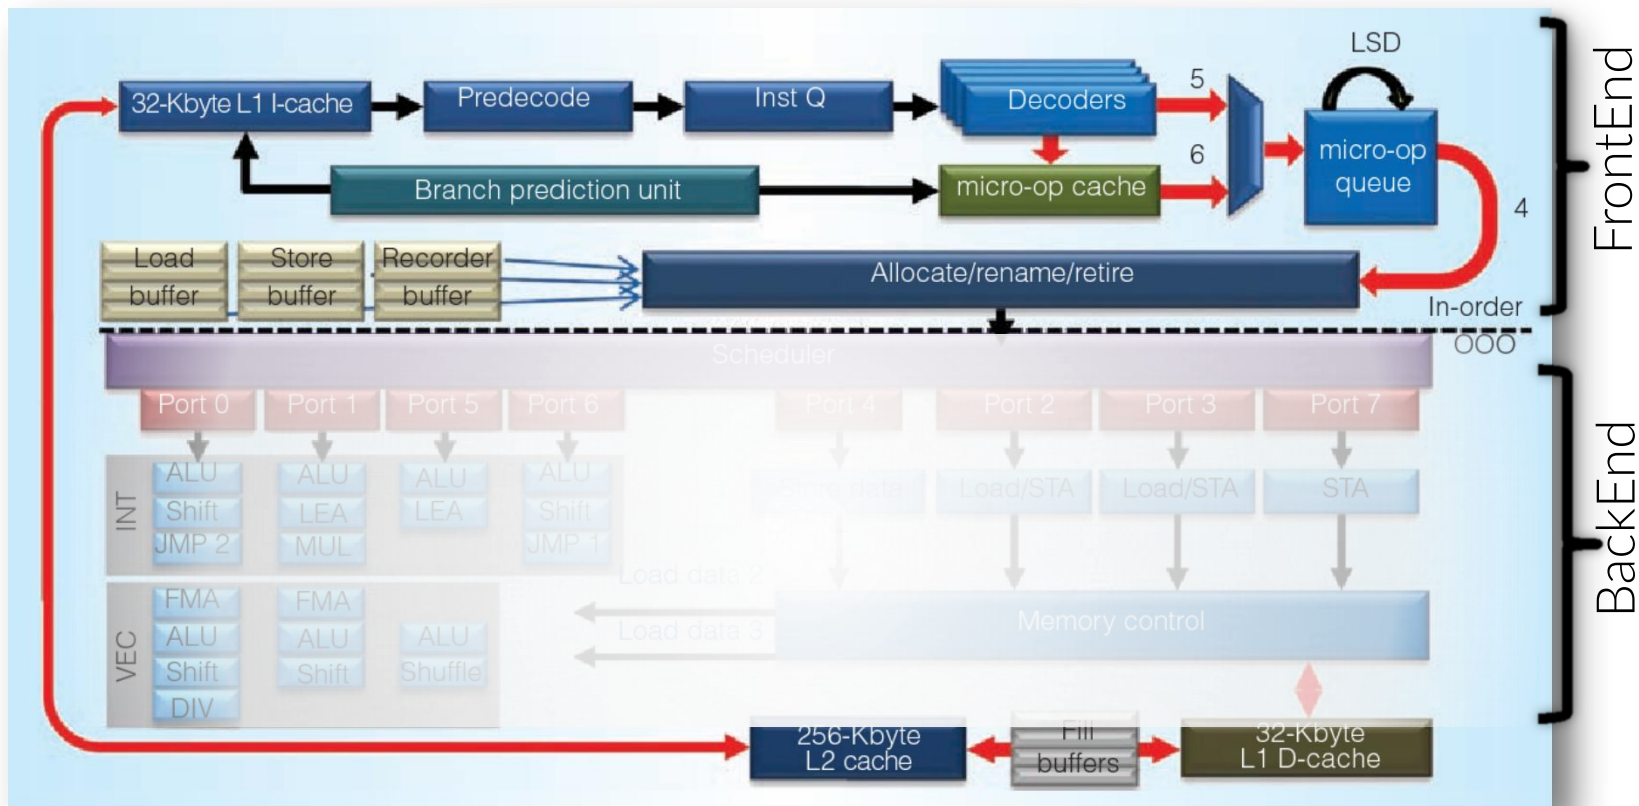 LSD
32-Kbyte L1 I-cache
Predecode
Inst Q
Decoders
5
6
micro-op
queue
Branch prediction unit
micro-op cache
4
FrontEnd
Load
buffer
Store
buffer
Recorder
buffer
Allocate/rename/retire
In-order
OOO
Scheduler
Port 0
Port 1
Port 5
Port 6
Port 4
Port 2
Port 3
Port 7
INT
ALU
Shift
JMP 2
ALU
LEA
MUL
ALU
LEA
ALU
Shift
JMP 1
Store data
Load/STA
Load/STA
STA
BackEnd
Load data 2
Load data 3
Memory control
VEC
FMA
ALU
Shift
DIV
FMA
ALU
Shift
ALU
Shuffle
256-Kbyte
L2 cache
Fill
buffers
32-Kbyte
L1 D-cache